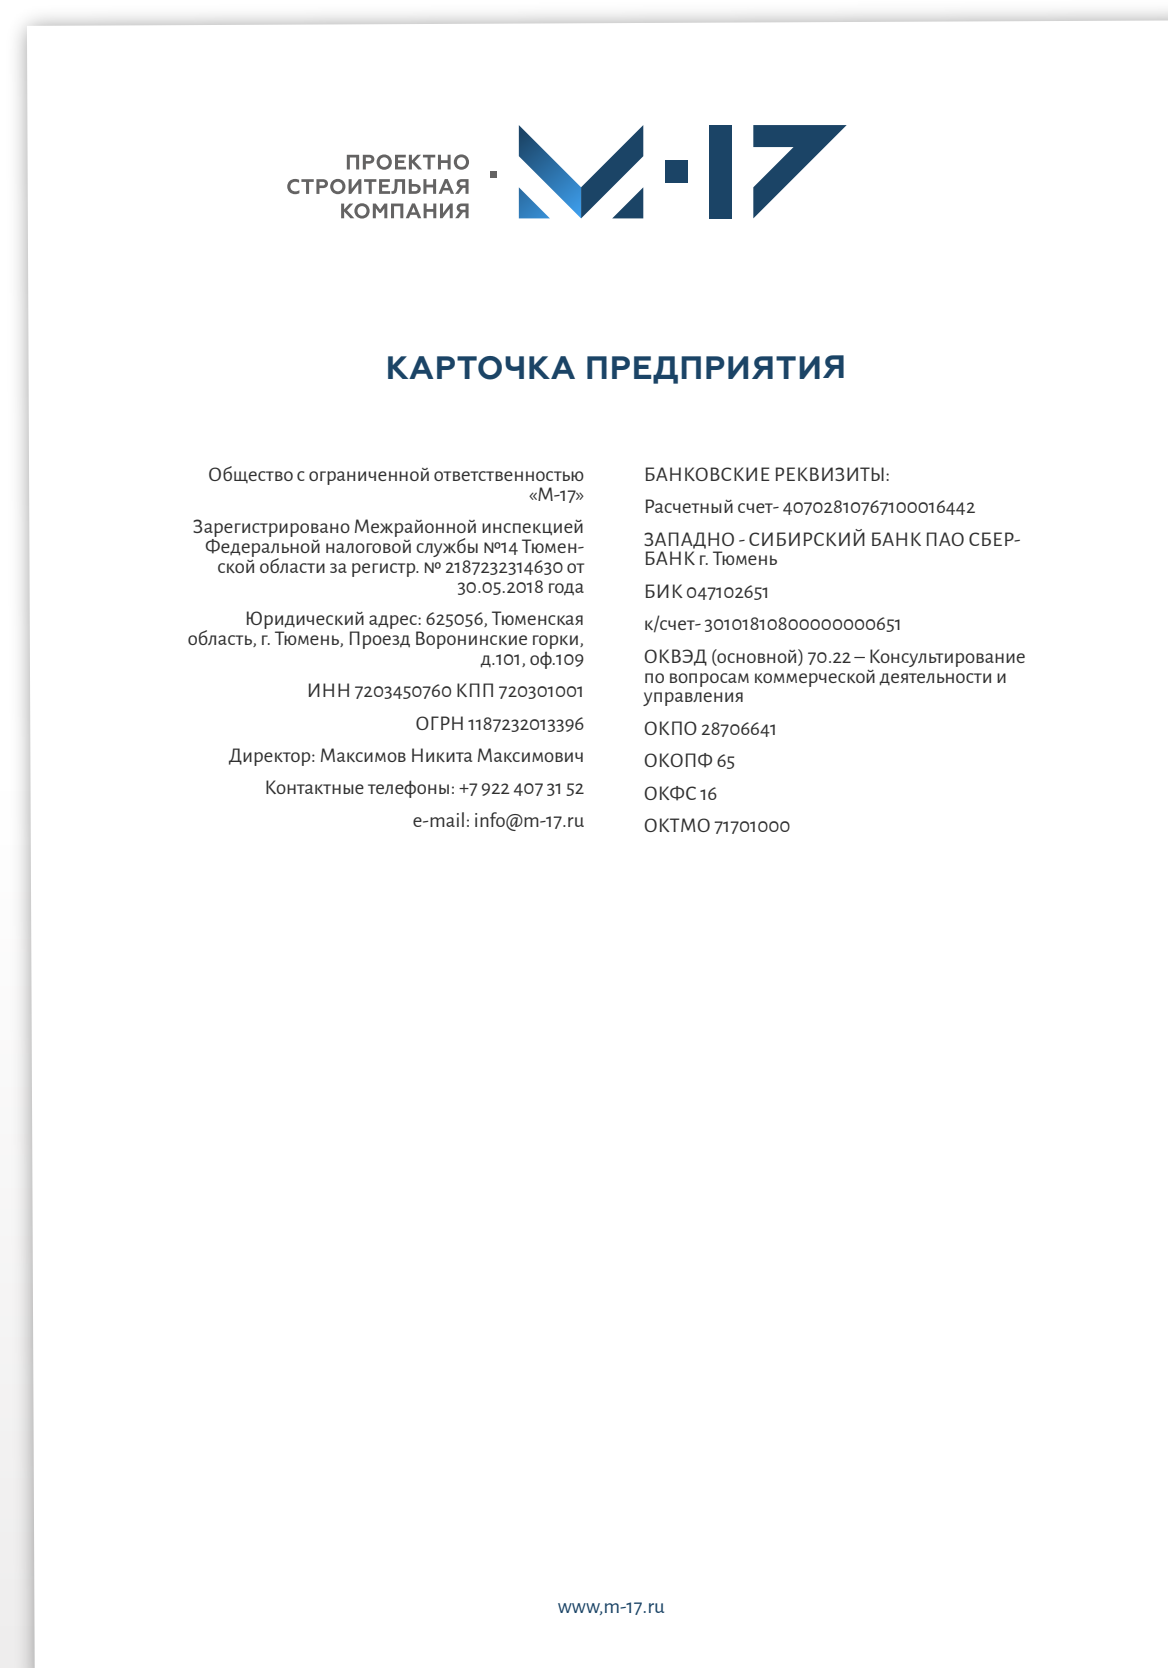 ПРОЕКТНО
СТРОИТЕЛЬНАЯ
КОМПАНИЯ
М-17
КАРТОЧКА ПРЕДПРИЯТИЯ
Общество с ограниченной ответственностью
«М-17»
Зарегистрировано Межрайонной инспекцией
Федеральной налоговой службы №14 Тюмен-
ской области за регистр. № 2187232314630 от
30.05.2018 года
Юридический адрес: 625056, Тюменская
область, г. Тюмень, Проезд Воронинские горки,
д.101, оф.109
ИНН 7203450760 КПП 720301001
ОГРН 1187232013396
Директор: Максимов Никита Максимович
Контактные телефоны: +7 922 407 31 52
e-mail: info@m-17.ru
БАНКОВСКИЕ РЕКВИЗИТЫ:
Расчетный счет- 40702810767100016442
ЗАПАДНО - СИБИРСКИЙ БАНК ПАО СБЕР-
БАНК г. Тюмень
БИК 047102651
к/счет- 30101810800000000651
ОКВЭД (основной) 70.22 – Консультирование
по вопросам коммерческой деятельности и
управления
ОКПО 28706641
ОКОПФ 65
ОКФС 16
ОКТМО 71701000
www,m-17.ru